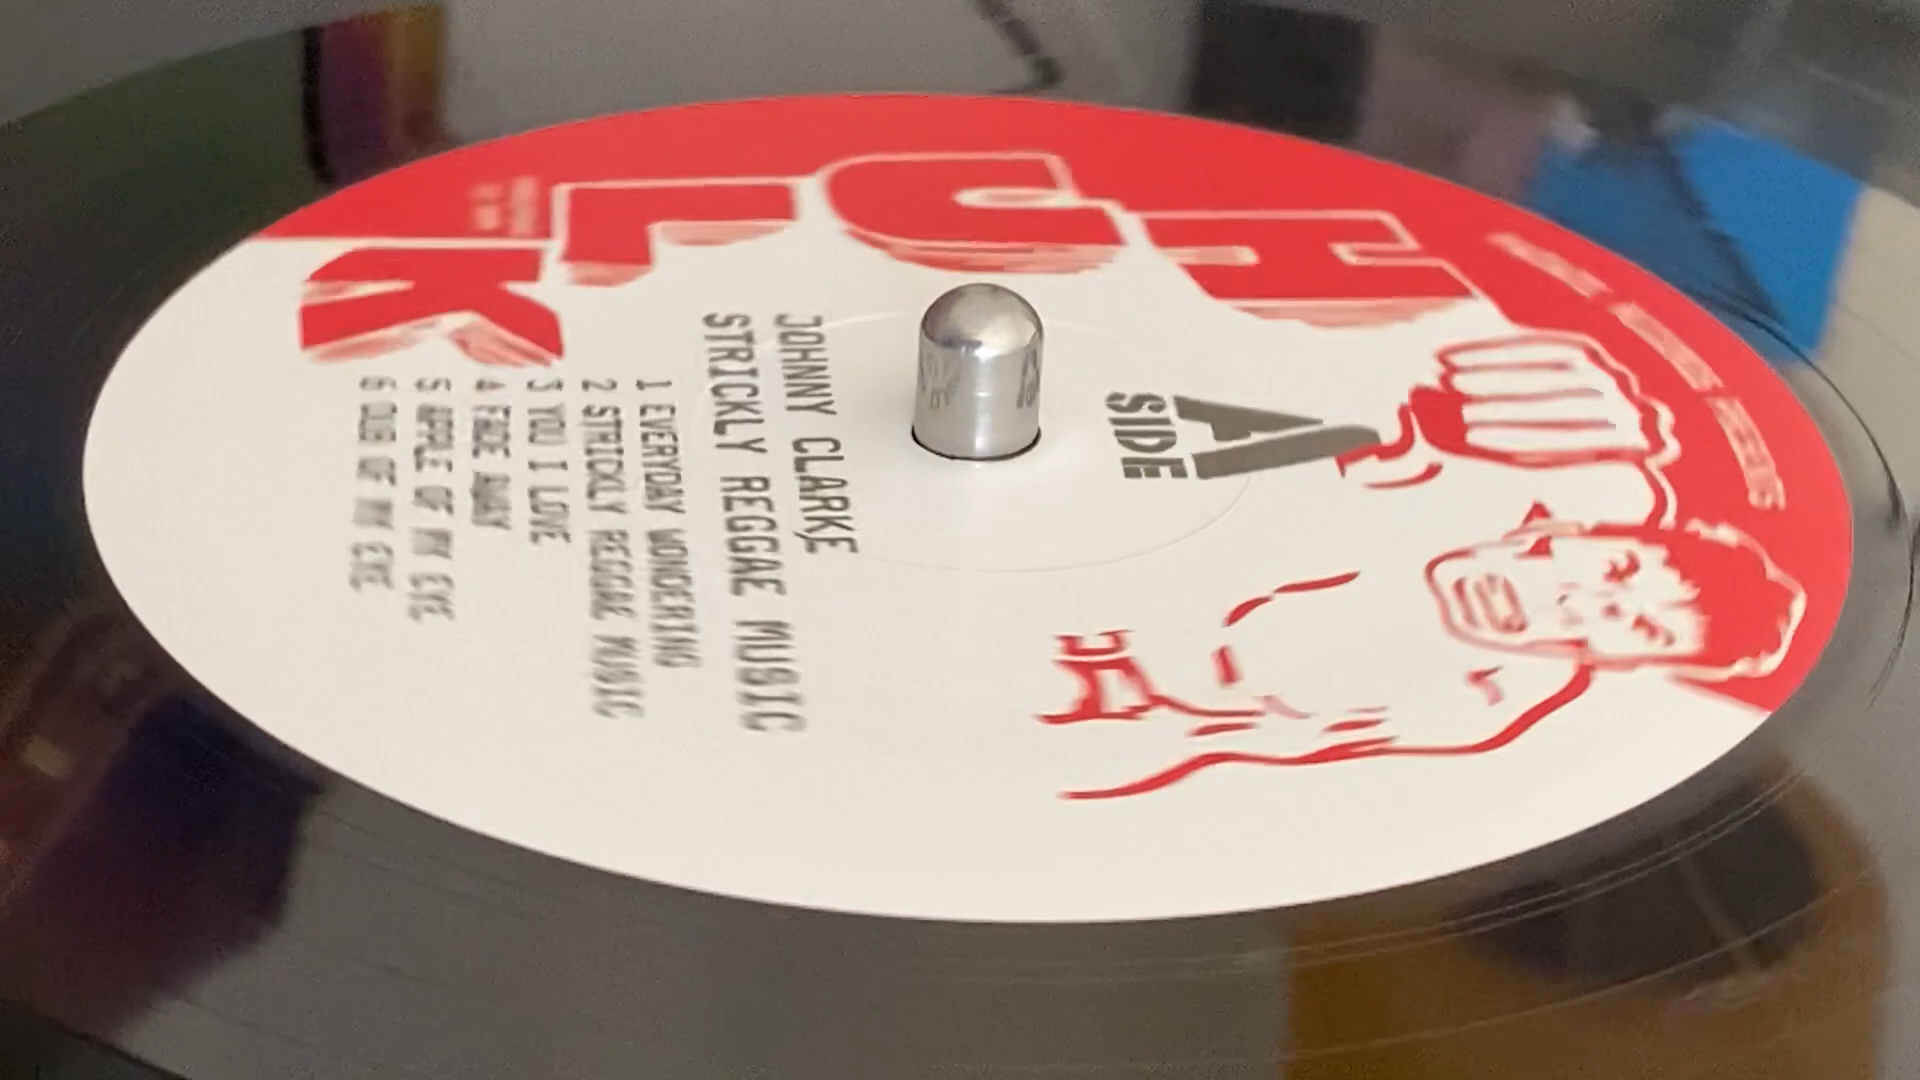 HULK
A
SIDE
JOHNNY CLARKE
STRICKLY REGGAE MUSIC
1 EVERYDAY WONDERING
2 STRICKLY REGGAE MUSIC
3 YOU I LOVE
4 FADE AWAY
5 APPLE OF MY EYE
6 DUB OF MY EYE